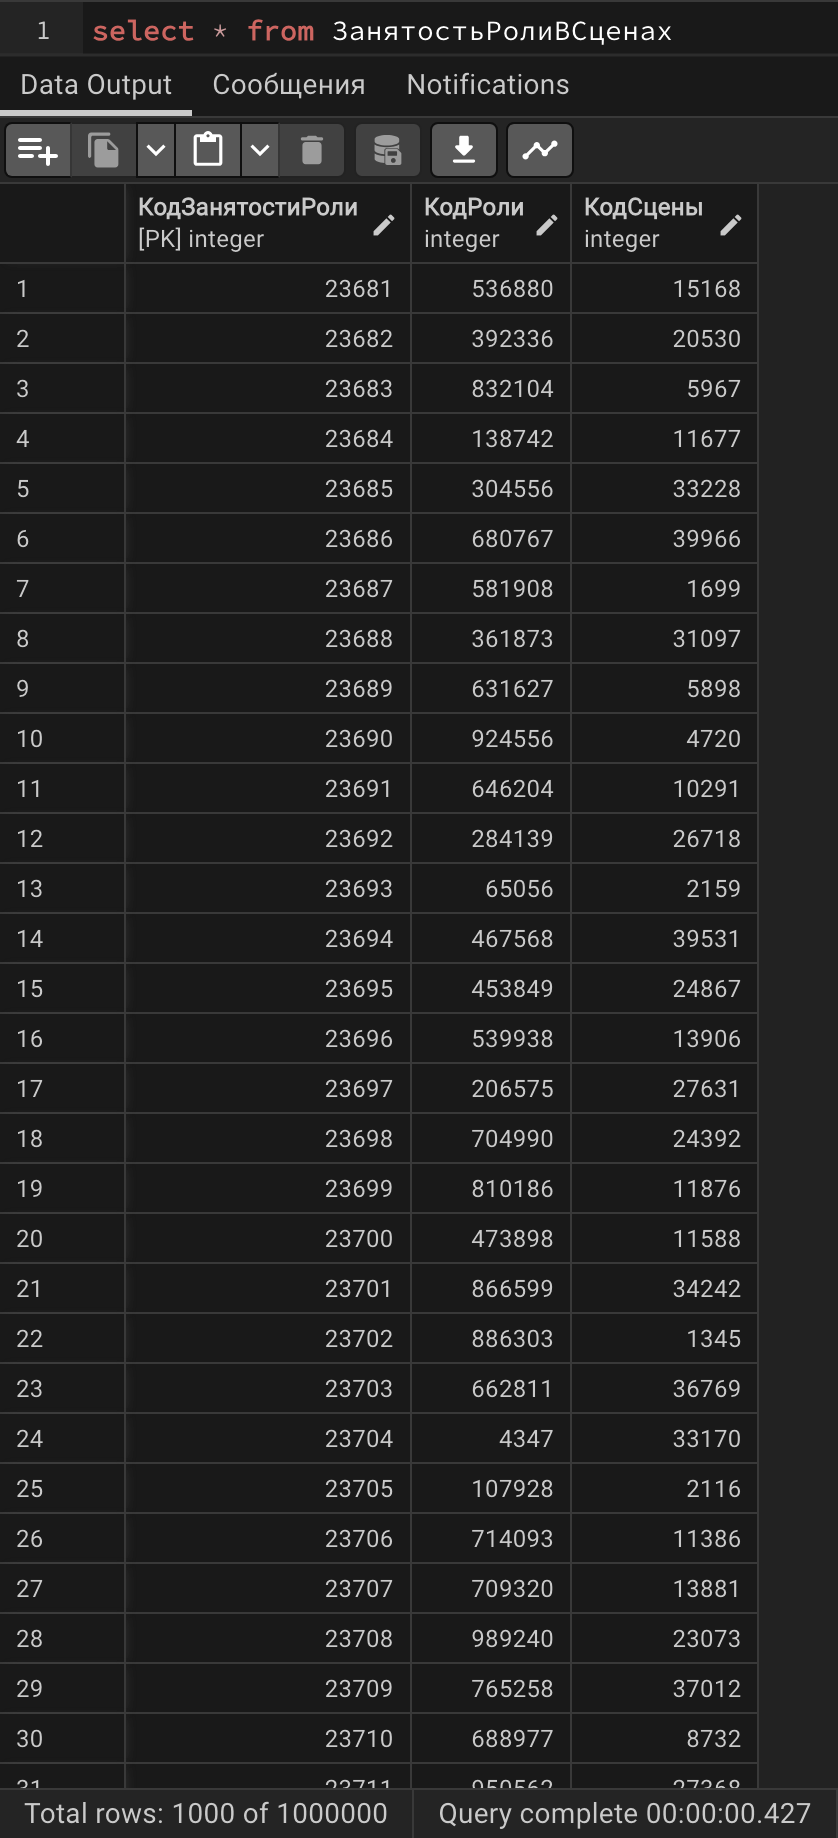 1 select * from ЗанятостьРолиВСценах
Data Output Сообщения Notifications
КодЗанятостиРоли КодРоли КодСцены
[PK] integer integer integer
1 23681 536880 15168
2 23682 392336 20530
3 23683 832104 5967
4 23684 138742 11677
5 23685 304556 33228
6 23686 680767 39966
7 23687 581908 1699
8 23688 361873 31097
9 23689 631627 5898
10 23690 924556 4720
11 23691 646204 10291
12 23692 284139 26718
13 23693 65056 2159
14 23694 467568 39531
15 23695 453849 24867
16 23696 539938 13906
17 23697 206575 27631
18 23698 704990 24392
19 23699 810186 11876
20 23700 473898 11588
21 23701 866599 34242
22 23702 886303 1345
23 23703 662811 36769
24 23704 4347 33170
25 23705 107928 2116
26 23706 714093 11386
27 23707 709320 13881
28 23708 989240 23073
29 23709 765258 37012
30 23710 688977 8732
31 23711 950562 27368
Total rows: 1000 of 1000000 Query complete 00:00:00.427